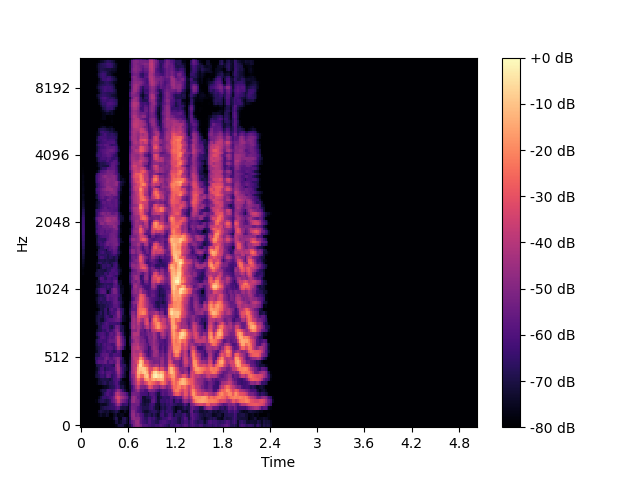 +0 dB
8192
-10 dB
4096
-20 dB
-30 dB
2048
Hz
-40 dB
1024
-50 dB
-60 dB
512
-70 dB
0
-80 dB
0 0.6 1.2 1.8 2.4 3 3.6 4.2 4.8
Time